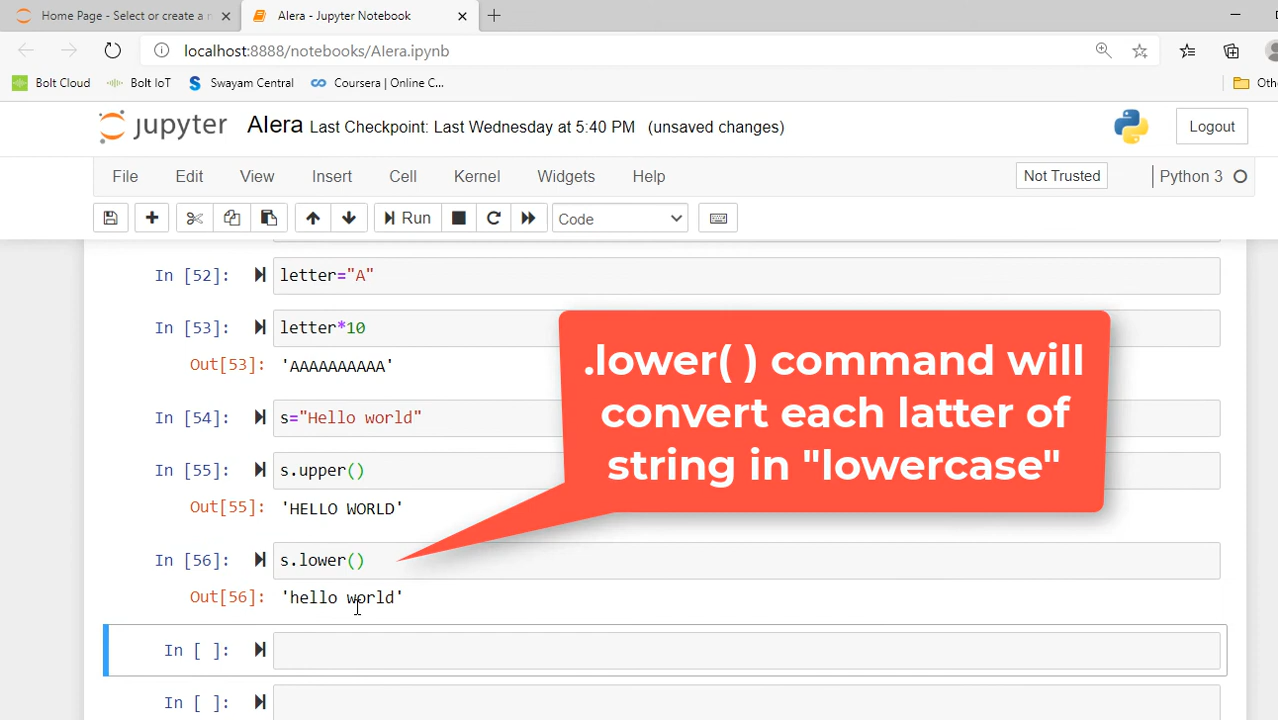 Home Page - Select or create a n
Alera - Jupyter Notebook
localhost:8888/notebooks/Alera.ipynb
Bolt Cloud
Bolt IoT
Swayam Central
Coursera | Online C...
Oth
jupyter
Alera
Last Checkpoint: Last Wednesday at 5:40 PM
(unsaved changes)
Logout
File
Edit
View
Insert
Cell
Kernel
Widgets
Help
Not Trusted
Python 3
Run
Code
In [52]:
letter="A"
In [53]:
letter*10
Out[53]:
'AAAAAAAAAA'
In [54]:
s="Hello world"
In [55]:
s.upper()
Out[55]:
'HELLO WORLD'
In [56]:
s.lower()
Out[56]:
'hello world'
In [ ]:
In [ ]:
.lower( ) command will
convert each latter of
string in "lowercase"